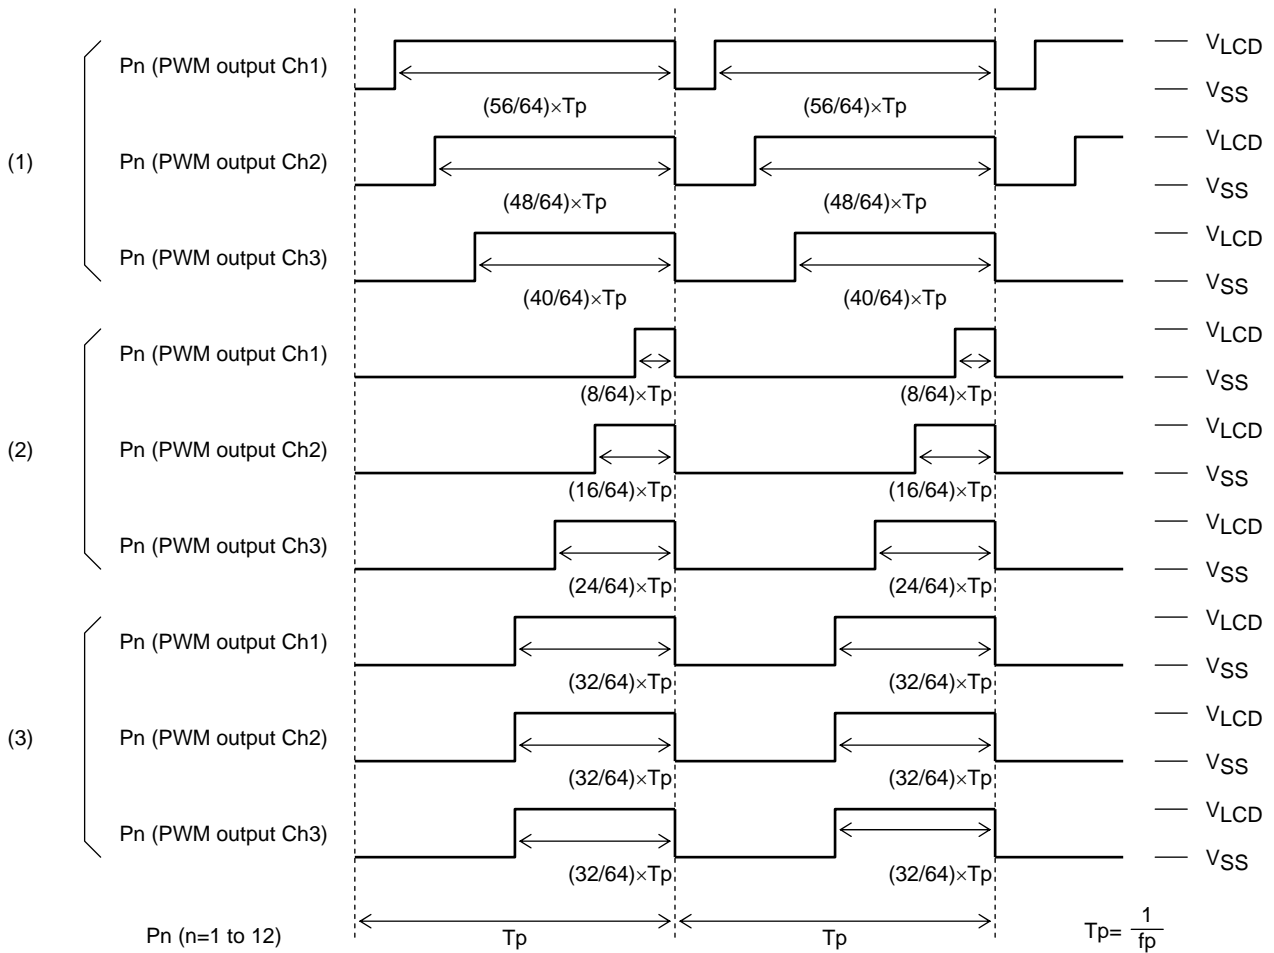 Pn (PWM output Ch1)
VLCD
VSS
(56/64)×Tp (56/64)×Tp
(1)
Pn (PWM output Ch2)
VLCD
VSS
(48/64)×Tp (48/64)×Tp
Pn (PWM output Ch3)
VLCD
VSS
(40/64)×Tp (40/64)×Tp
Pn (PWM output Ch1)
VLCD
VSS
(8/64)×Tp (8/64)×Tp
(2)
Pn (PWM output Ch2)
VLCD
VSS
(16/64)×Tp (16/64)×Tp
Pn (PWM output Ch3)
VLCD
VSS
(24/64)×Tp (24/64)×Tp
Pn (PWM output Ch1)
VLCD
VSS
(32/64)×Tp (32/64)×Tp
(3)
Pn (PWM output Ch2)
VLCD
VSS
(32/64)×Tp (32/64)×Tp
Pn (PWM output Ch3)
VLCD
VSS
(32/64)×Tp (32/64)×Tp
Pn (n=1 to 12) Tp Tp Tp= 1
fp